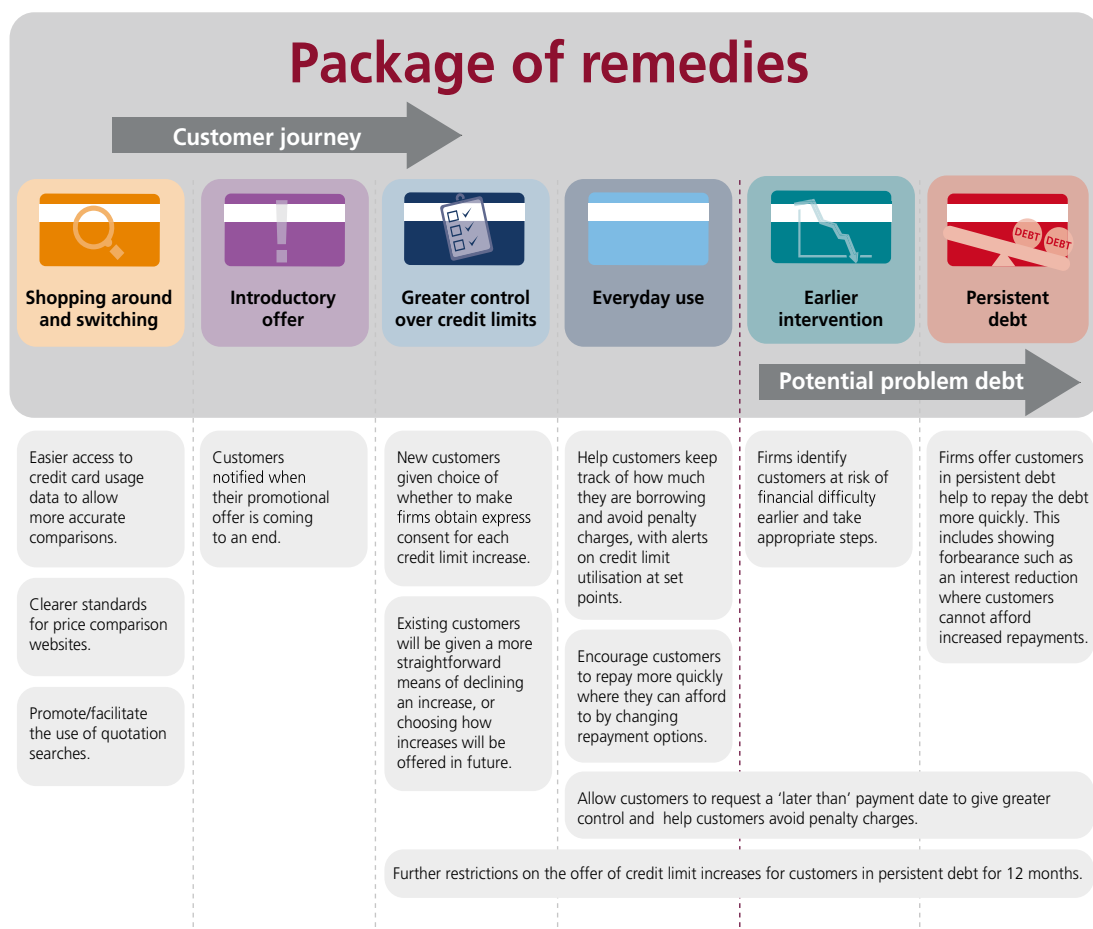 Package of remedies
Customer journey
Shopping around
and switching
Introductory
offer
Greater control
over credit limits
Everyday use
Earlier
intervention
DEBT
DEBT
Persistent
debt
Potential problem debt
Easier access to
credit card usage
data to allow
more accurate
comparisons.
Clearer standards
for price comparison
websites.
Promote/facilitate
the use of quotation
searches.
Customers
notified when
their promotional
offer is coming
to an end.
New customers
given choice of
whether to make
firms obtain express
consent for each
credit limit increase.
Existing customers
will be given a more
straightforward
means of declining
an increase, or
choosing how
increases will be
offered in future.
Help customers keep
track of how much
they are borrowing
and avoid penalty
charges, with alerts
on credit limit
utilisation at set
points.
Encourage customers
to repay more quickly
where they can afford
to by changing
repayment options.
Firms identify
customers at risk of
financial difficulty
earlier and take
appropriate steps.
Firms offer customers
in persistent debt
help to repay the debt
more quickly. This
includes showing
forbearance such as
an interest reduction
where customers
cannot afford
increased repayments.
Allow customers to request a ‘later than’ payment date to give greater
control and  help customers avoid penalty charges.
Further restrictions on the offer of credit limit increases for customers in persistent debt for 12 months.